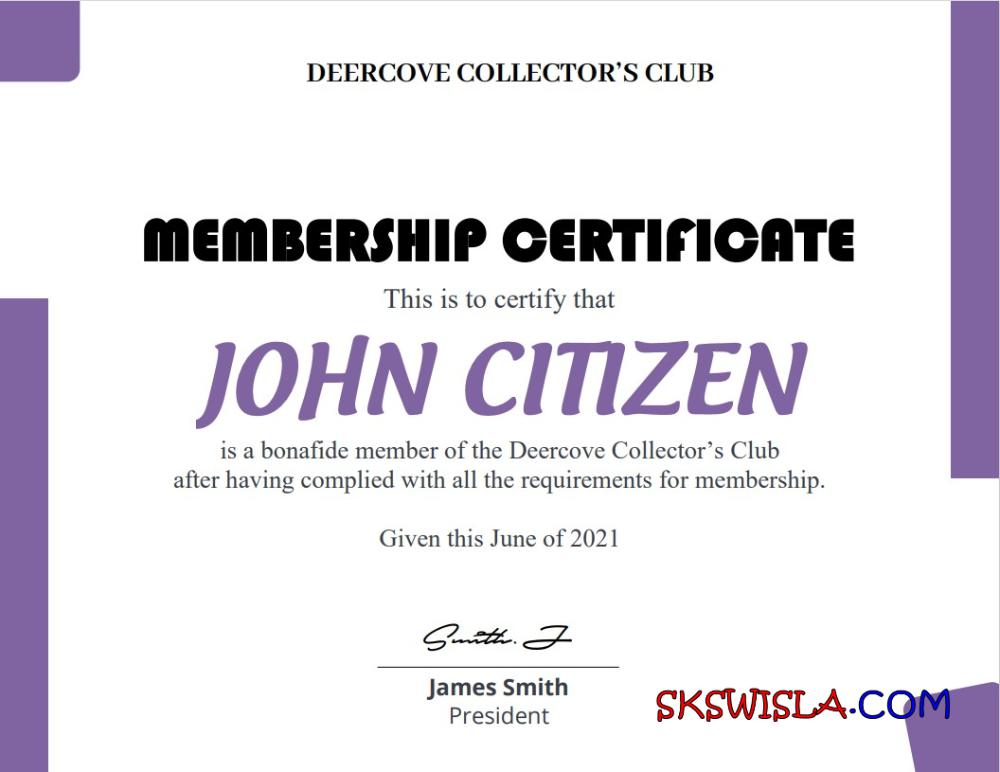 DEERCOVE COLLECTOR’S CLUB
MEMBERSHIP CERTIFICATE
This is to certify that
JOHN CITIZEN
is a bonafide member of the Deercove Collector’s Club
after having complied with all the requirements for membership.
Given this June of 2021
Smith. J
James Smith
President
SKSWISLA.COM